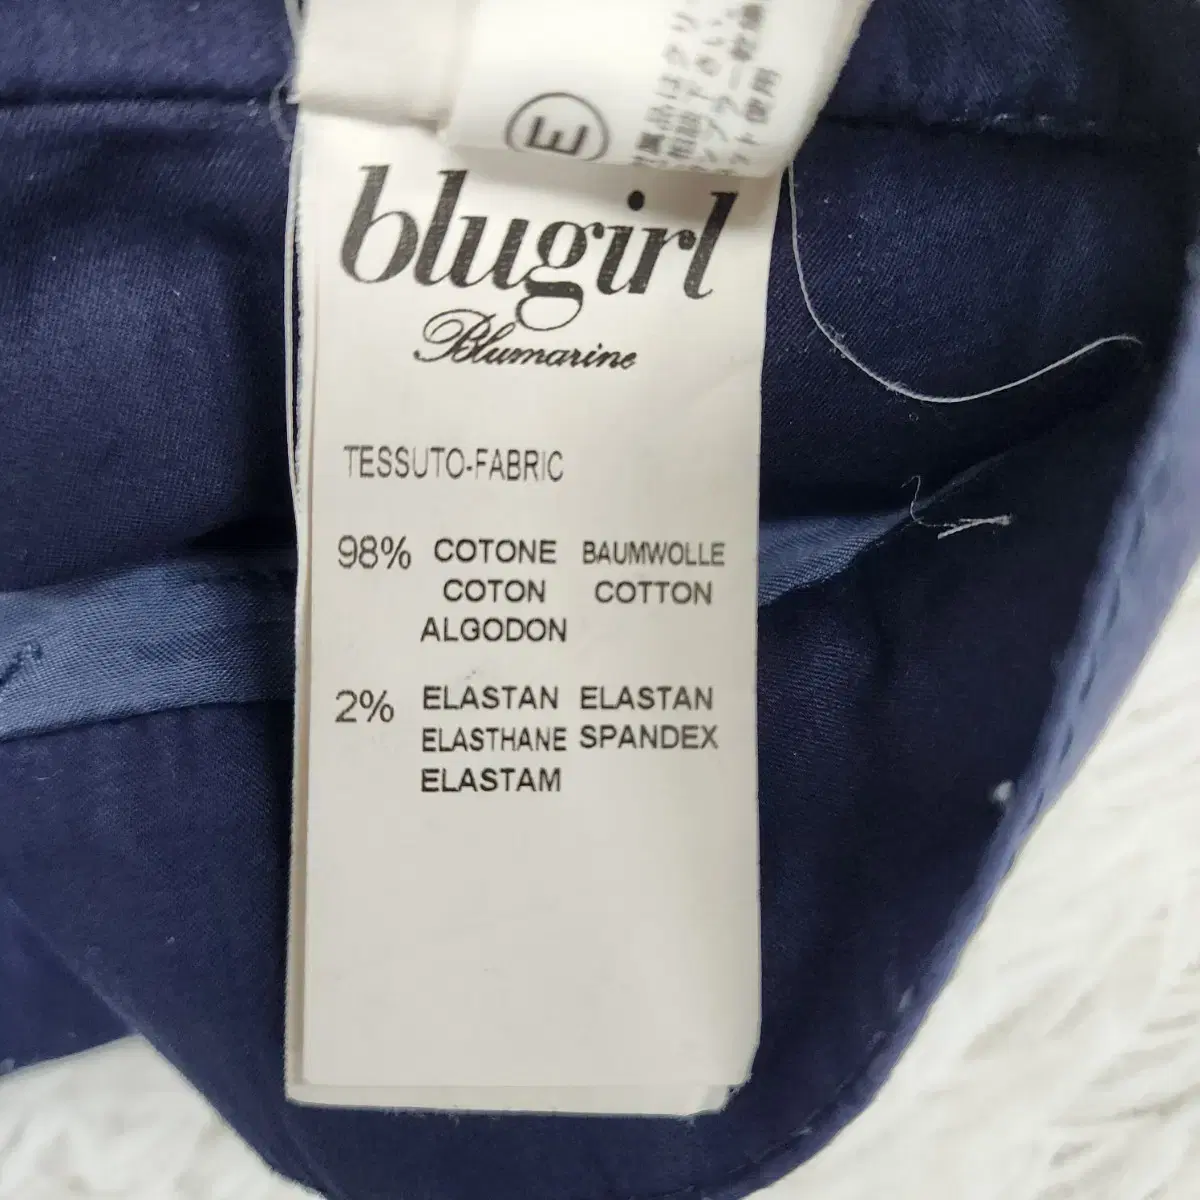 E
blugirl
Blumarine
TESSUTO-FABRIC
98% COTONE BAUMWOLLE
COTON COTTON
ALGODON
2% ELASTAN ELASTAN
ELASTHANE SPANDEX
ELASTAM